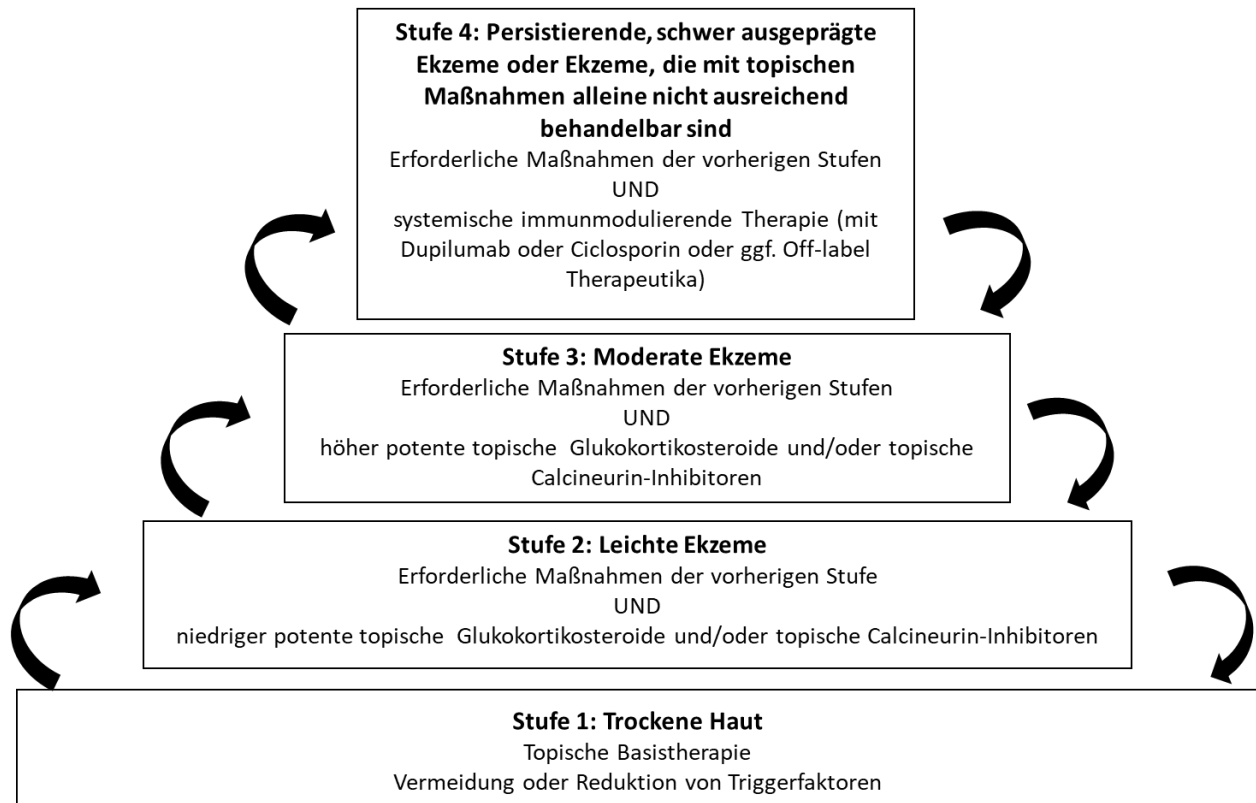 Stufe 4: Persistierende, schwer ausgeprägte
Ekzeme oder Ekzeme, die mit topischen
Maßnahmen alleine nicht ausreichend
behandelbar sind
Erforderliche Maßnahmen der vorherigen Stufen
UND
systemische immunmodulierende Therapie (mit
Dupilumab oder Ciclosporin oder ggf. Off-label
Therapeutika)
Stufe 3: Moderate Ekzeme
Erforderliche Maßnahmen der vorherigen Stufen
UND
höher potente topische Glukokortikosteroide und/oder topische
Calcineurin-Inhibitoren
Stufe 2: Leichte Ekzeme
Erforderliche Maßnahmen der vorherigen Stufe
UND
niedriger potente topische Glukokortikosteroide und/oder topische Calcineurin-Inhibitoren
Stufe 1: Trockene Haut
Topische Basistherapie
Vermeidung oder Reduktion von Triggerfaktoren